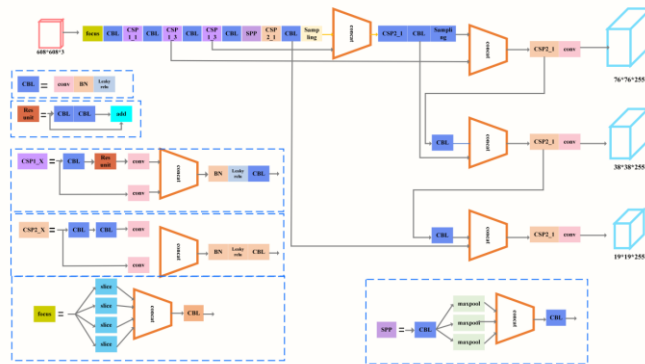 608*608*3
focus CBL CSP1_1 CBL CSP1_3 CBL CSP1_3 CBL SPP CSP2_1 CBL Sampling concat CSP2_1 CBL Sampling concat CSP2_1 conv
76*76*255
CBL = conv BN Leaky relu
Res unit = CBL CBL add
CBL concat CSP2_1 conv
38*38*255
CSP1_X = CBL Res unit conv concat BN Leaky relu CBL
conv
CBL concat CSP2_1 conv
19*19*255
CSP2_X = CBL CBL conv concat BN Leaky relu CBL
conv
focus = slice slice slice slice concat CBL
SPP = CBL maxpool maxpool maxpool concat CBL